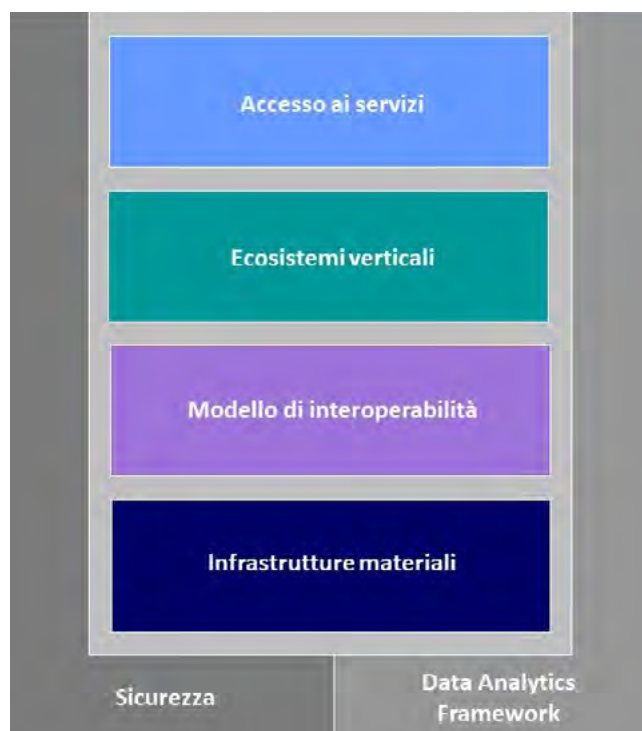 Accesso ai servizi
Ecosistemi verticali
Modello di interoperabilità
Infrastrutture materiali
Sicurezza
Data Analytics
Framework